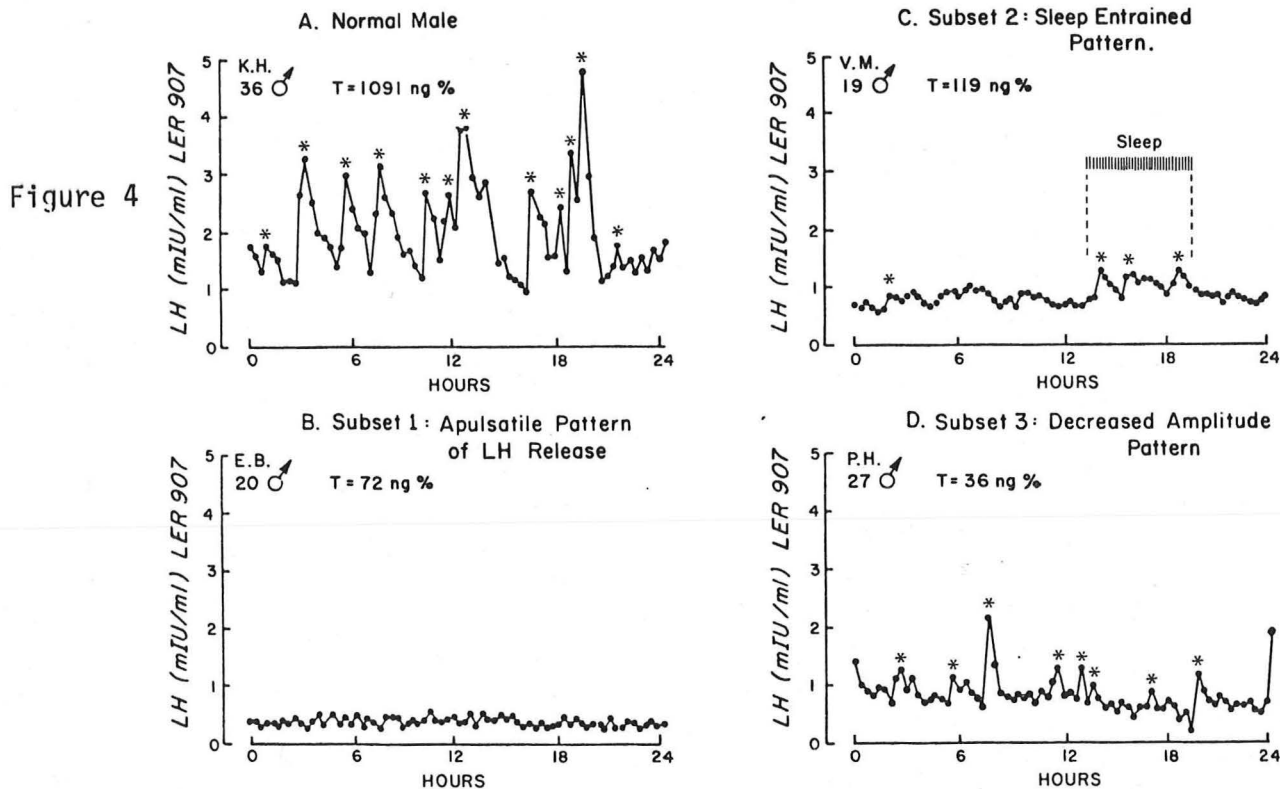 Figure 4
A. Normal Male
K.H.
36 ♂ T = 1091 ng %
LH (mIU/ml) LER 907
5
4
3
2
1
0
0 6 12 18 24
HOURS
B. Subset 1: Apulsatile Pattern
of LH Release
E.B.
20 ♂ T = 72 ng %
LH (mIU/ml) LER 907
5
4
3
2
1
0
0 6 12 18 24
HOURS
C. Subset 2: Sleep Entrained
Pattern.
V.M.
19 ♂ T = 119 ng %
Sleep
LH (mIU/ml) LER 907
5
4
3
2
1
0
0 6 12 18 24
HOURS
D. Subset 3: Decreased Amplitude
Pattern
P.H.
27 ♂ T = 36 ng %
LH (mIU/ml) LER 907
5
4
3
2
1
0
0 6 12 18 24
HOURS